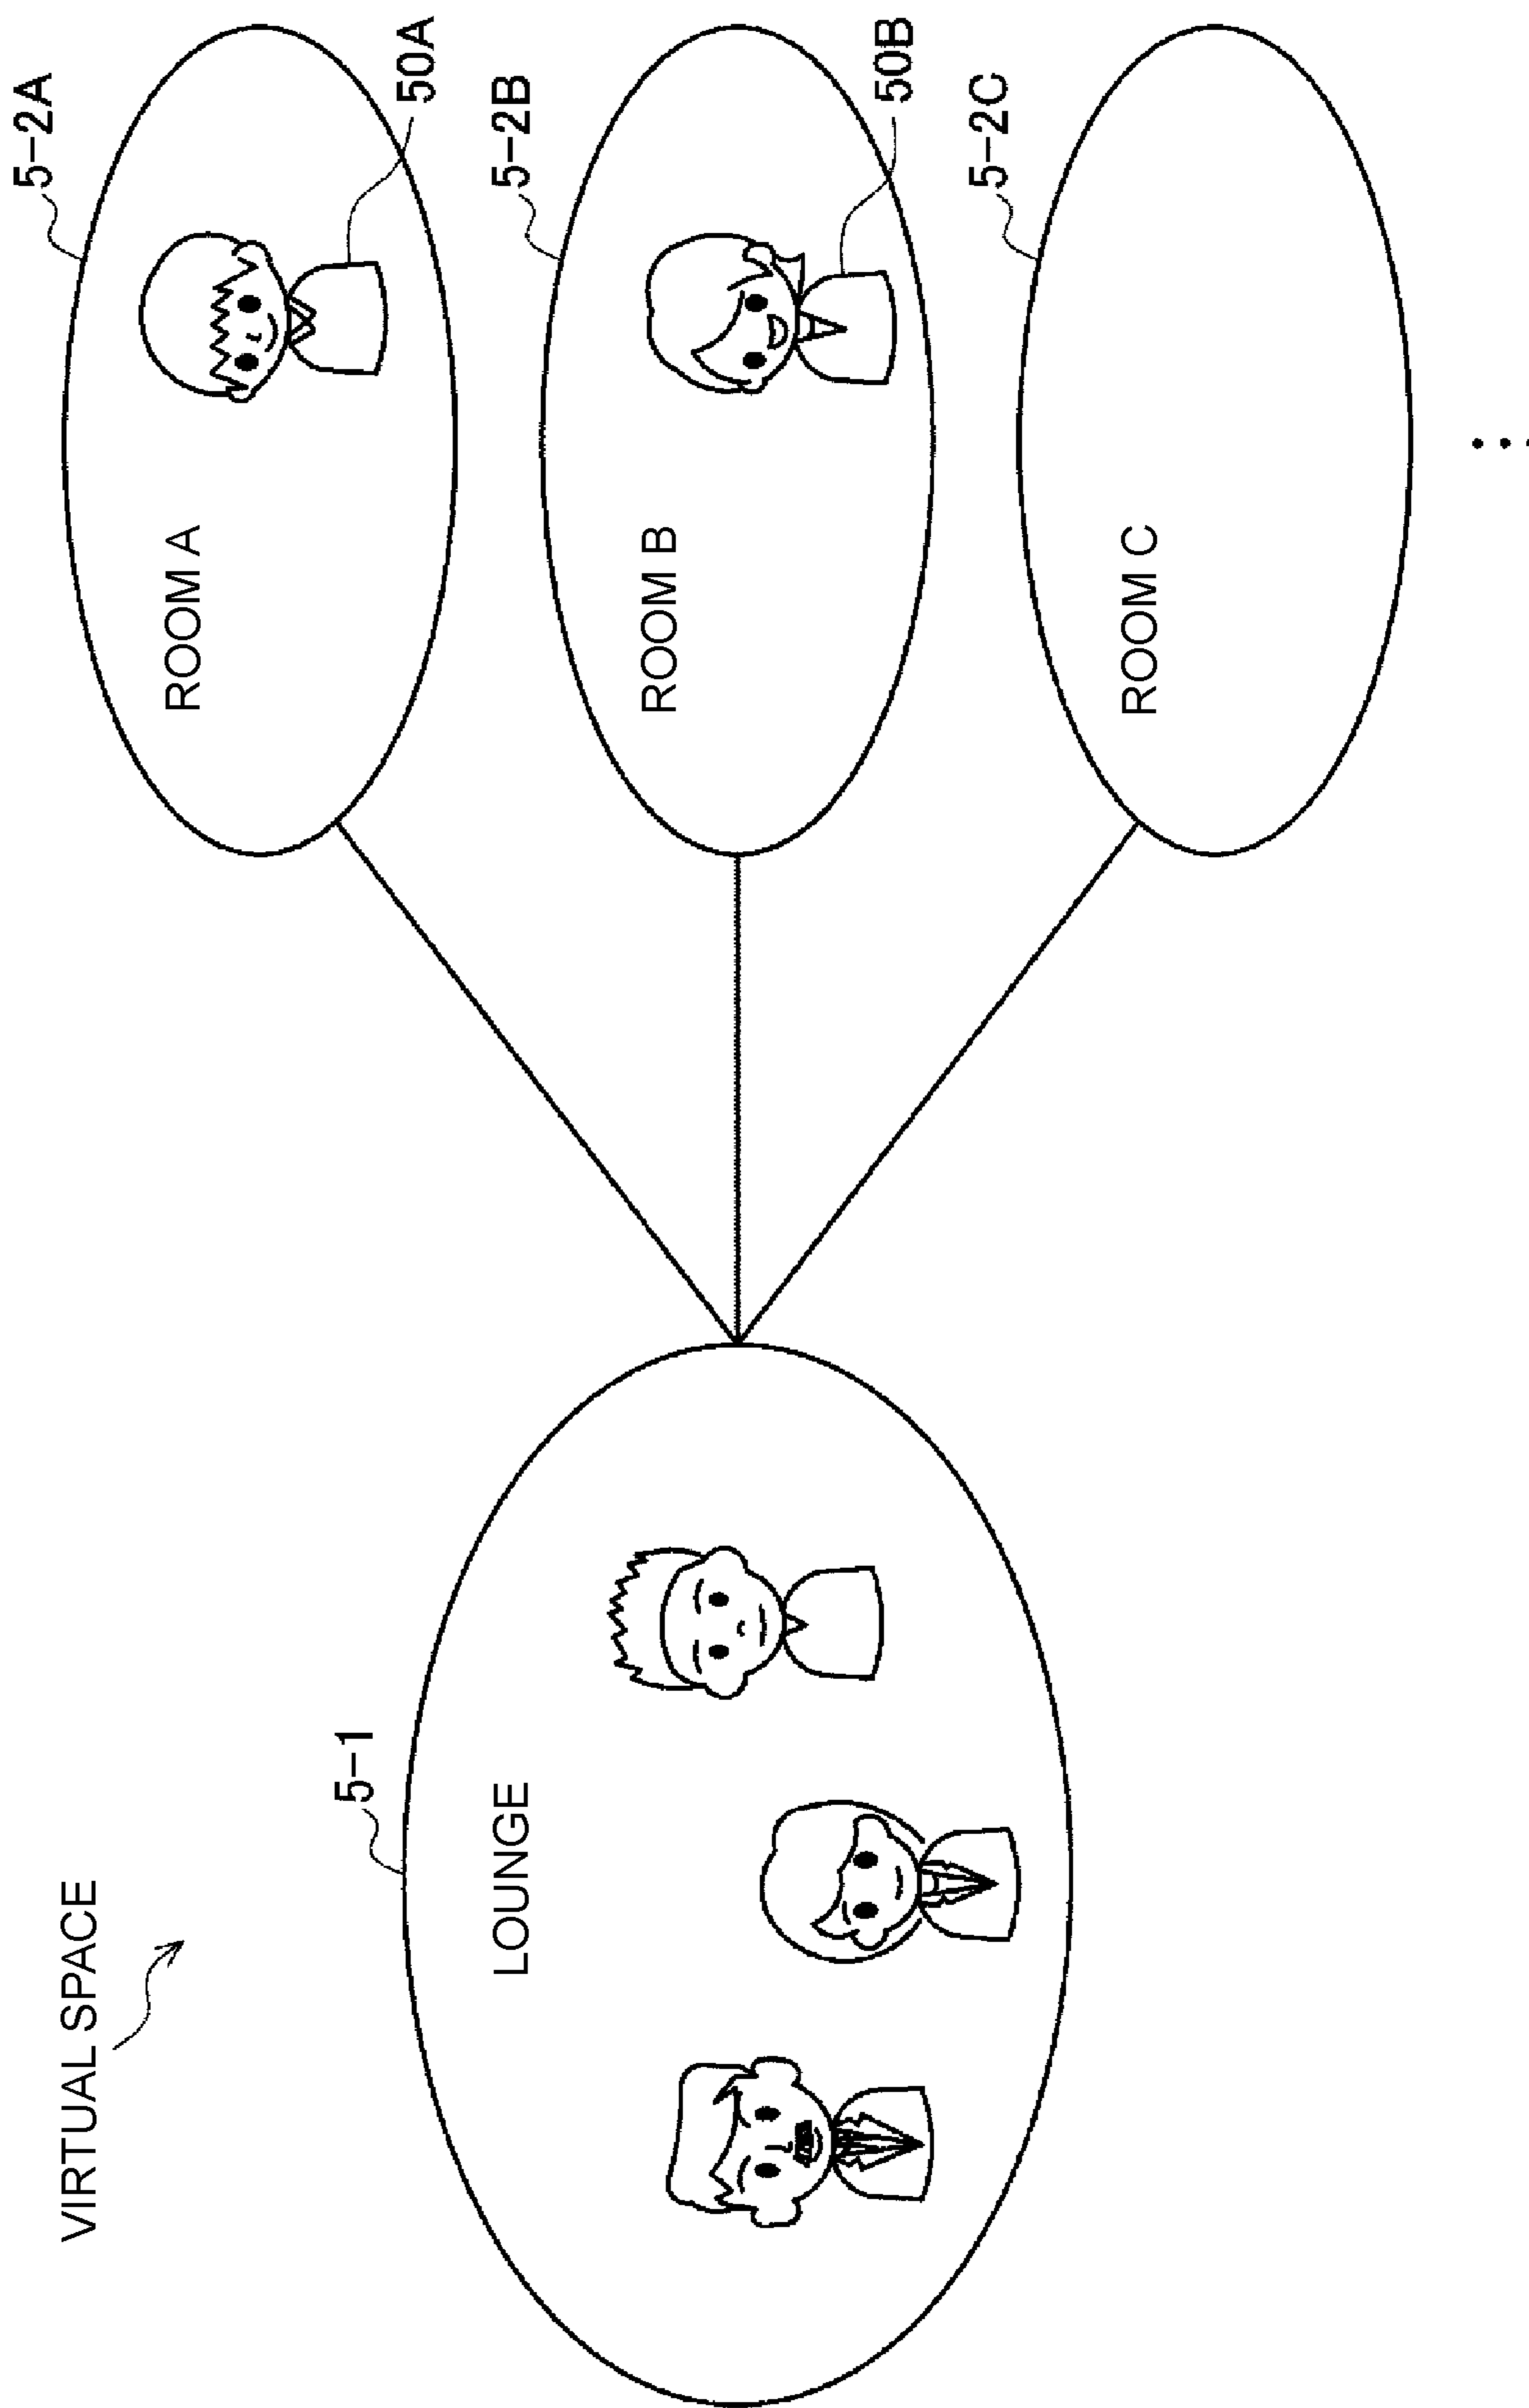 VIRTUAL SPACE
5-1
LOUNGE
5-2A
ROOM A
50A
5-2B
ROOM B
50B
5-2C
ROOM C